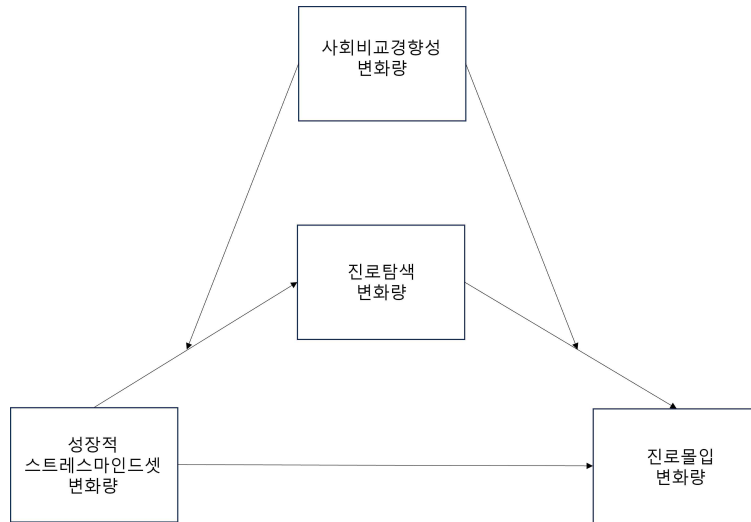 사회비교경향성
변화량
진로탐색
변화량
성장적
스트레스마인드셋
변화량
진로몰입
변화량